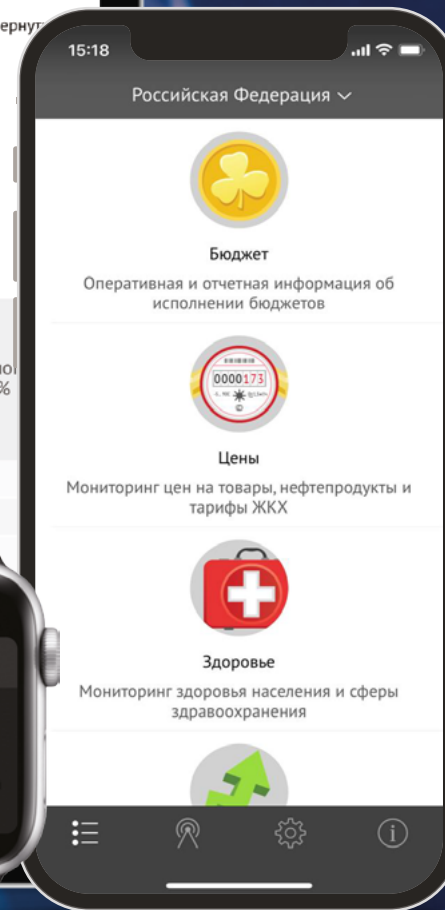 15:18
Российская Федерация
Бюджет
Оперативная и отчетная информация об
исполнении бюджетов
0000173
Цены
Мониторинг цен на товары, нефтепродукты и
тарифы ЖКХ
Здоровье
Мониторинг здоровья населения и сферы
здравоохранения
%